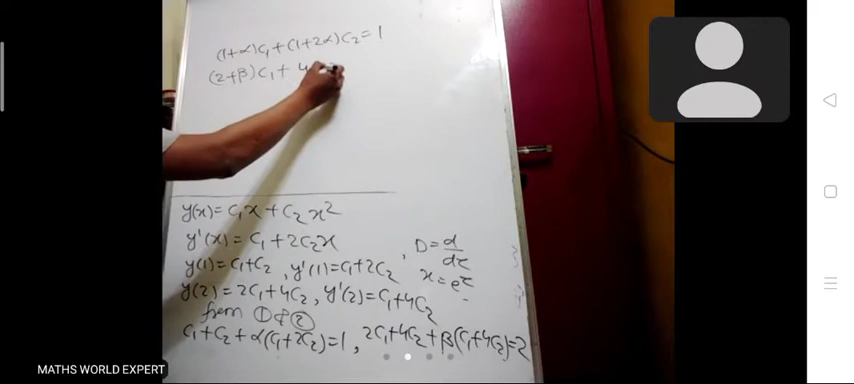 (1+α)C₁+(1+2α)C₂=1
(2+β)C₁+ 4
y(x) = C₁x + C₂x²
y'(x) = C₁ + 2C₂x
, D = α/dτ
y(1) = C₁+C₂ , y'(1) = C₁+2C₂
x = e^τ
y(2) = 2C₁+4C₂, y'(2) = C₁+4C₂
from ① & ②
C₁+C₂+α(C₁+2C₂)=1 , 2C₁+4C₂+β(C₁+4C₂)=2
MATHS WORLD EXPERT